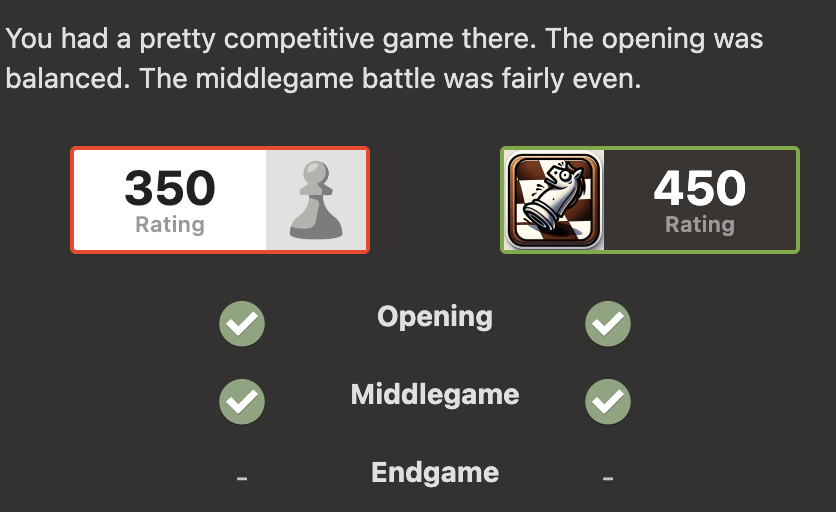 You had a pretty competitive game there. The opening was
balanced. The middlegame battle was fairly even.
350
Rating
450
Rating
Opening
Middlegame
- Endgame -